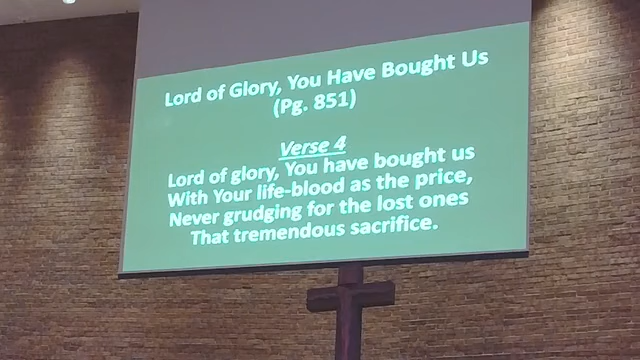 Lord of Glory, You Have Bought Us
(Pg. 851)
Verse 4
Lord of glory, You have bought us
With Your life-blood as the price,
Never grudging for the lost ones
That tremendous sacrifice.